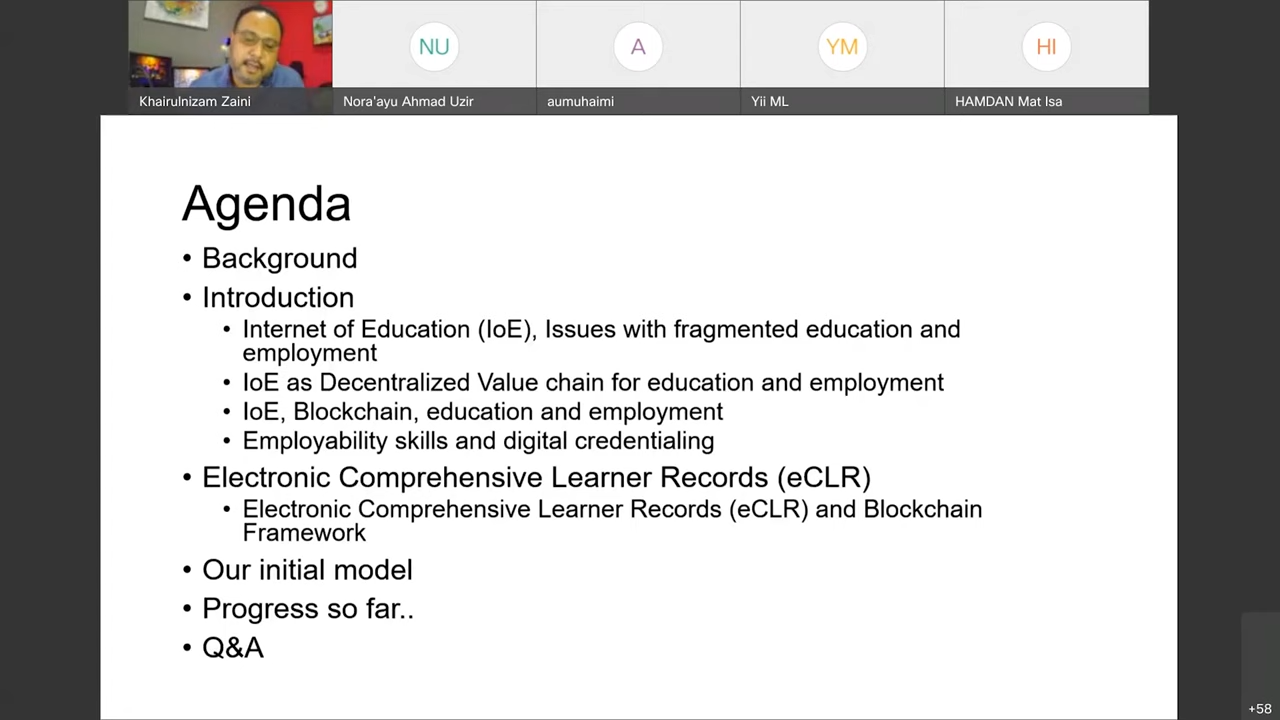 NU
A
YM
HI
Khairulnizam Zaini
Nora'ayu Ahmad Uzir
aumuhaimi
Yii ML
HAMDAN Mat Isa
Agenda
• Background
• Introduction
• Internet of Education (IoE), Issues with fragmented education and
employment
• IoE as Decentralized Value chain for education and employment
• IoE, Blockchain, education and employment
• Employability skills and digital credentialing
• Electronic Comprehensive Learner Records (eCLR)
• Electronic Comprehensive Learner Records (eCLR) and Blockchain
Framework
• Our initial model
• Progress so far..
• Q&A
+58